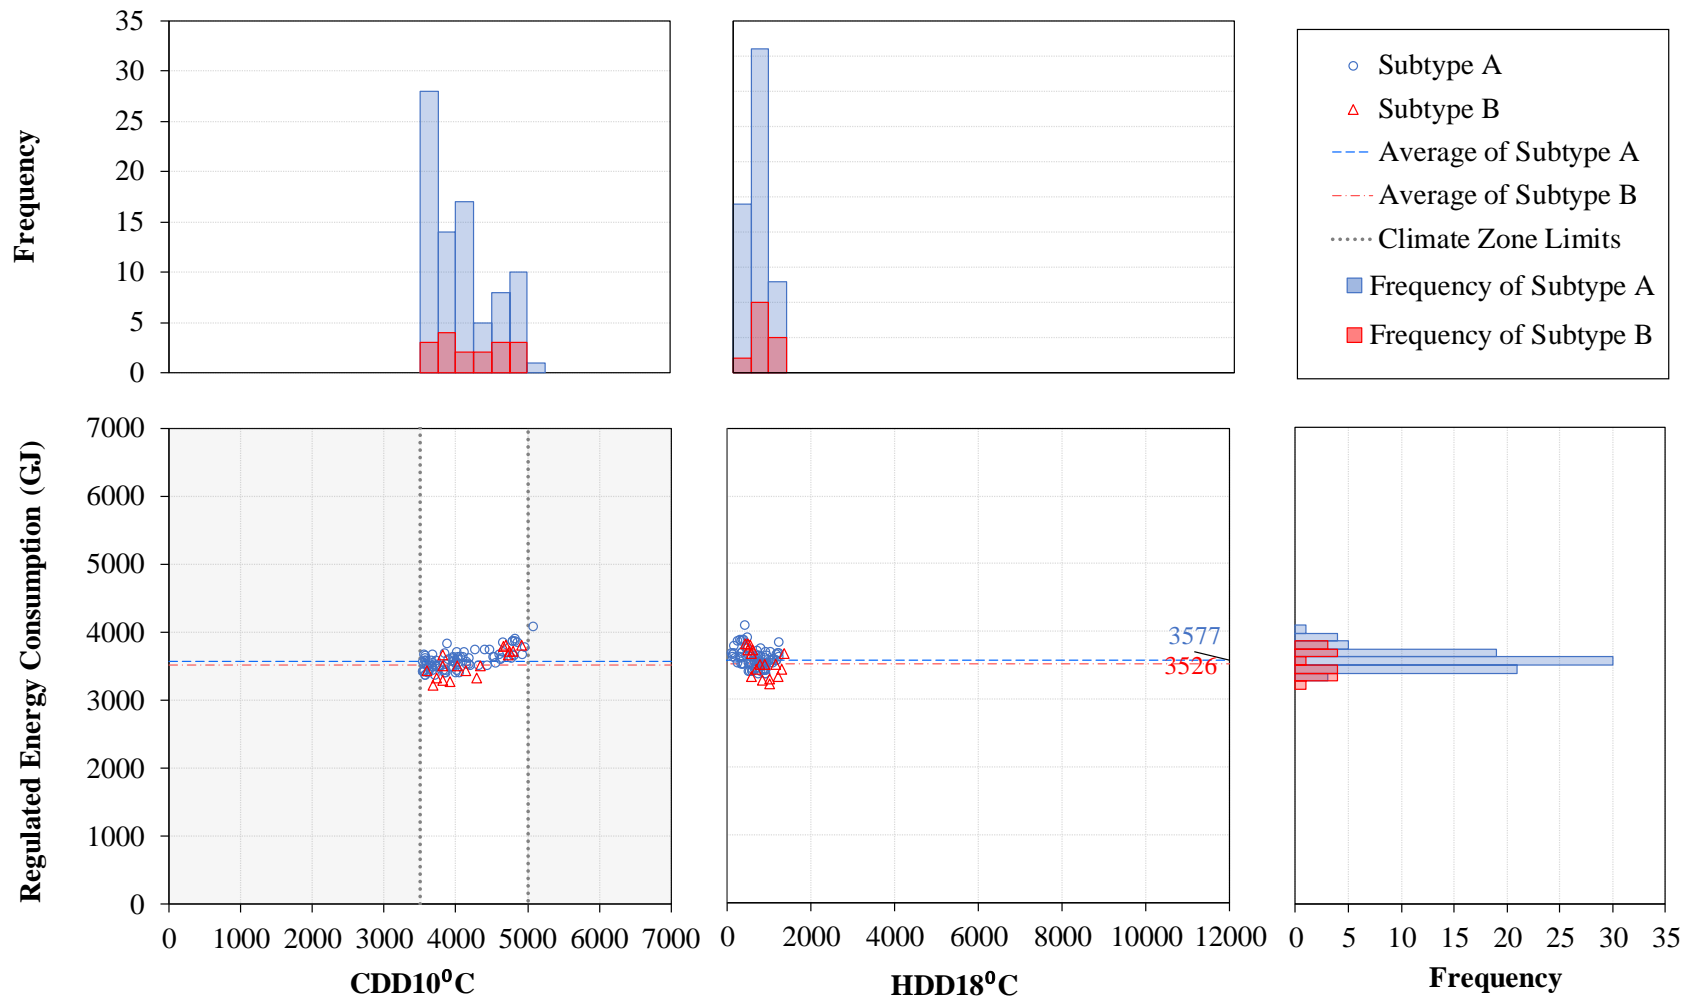 Frequency
35
30
25
20
15
10
5
0
Subtype A
Subtype B
Average of Subtype A
Average of Subtype B
Climate Zone Limits
Frequency of Subtype A
Frequency of Subtype B
Regulated Energy Consumption (GJ)
7000
6000
5000
4000
3000
2000
1000
0
0 1000 2000 3000 4000 5000 6000 7000
CDD10⁰C
3577
3526
0 2000 4000 6000 8000 10000 12000
HDD18⁰C
0 5 10 15 20 25 30 35
Frequency